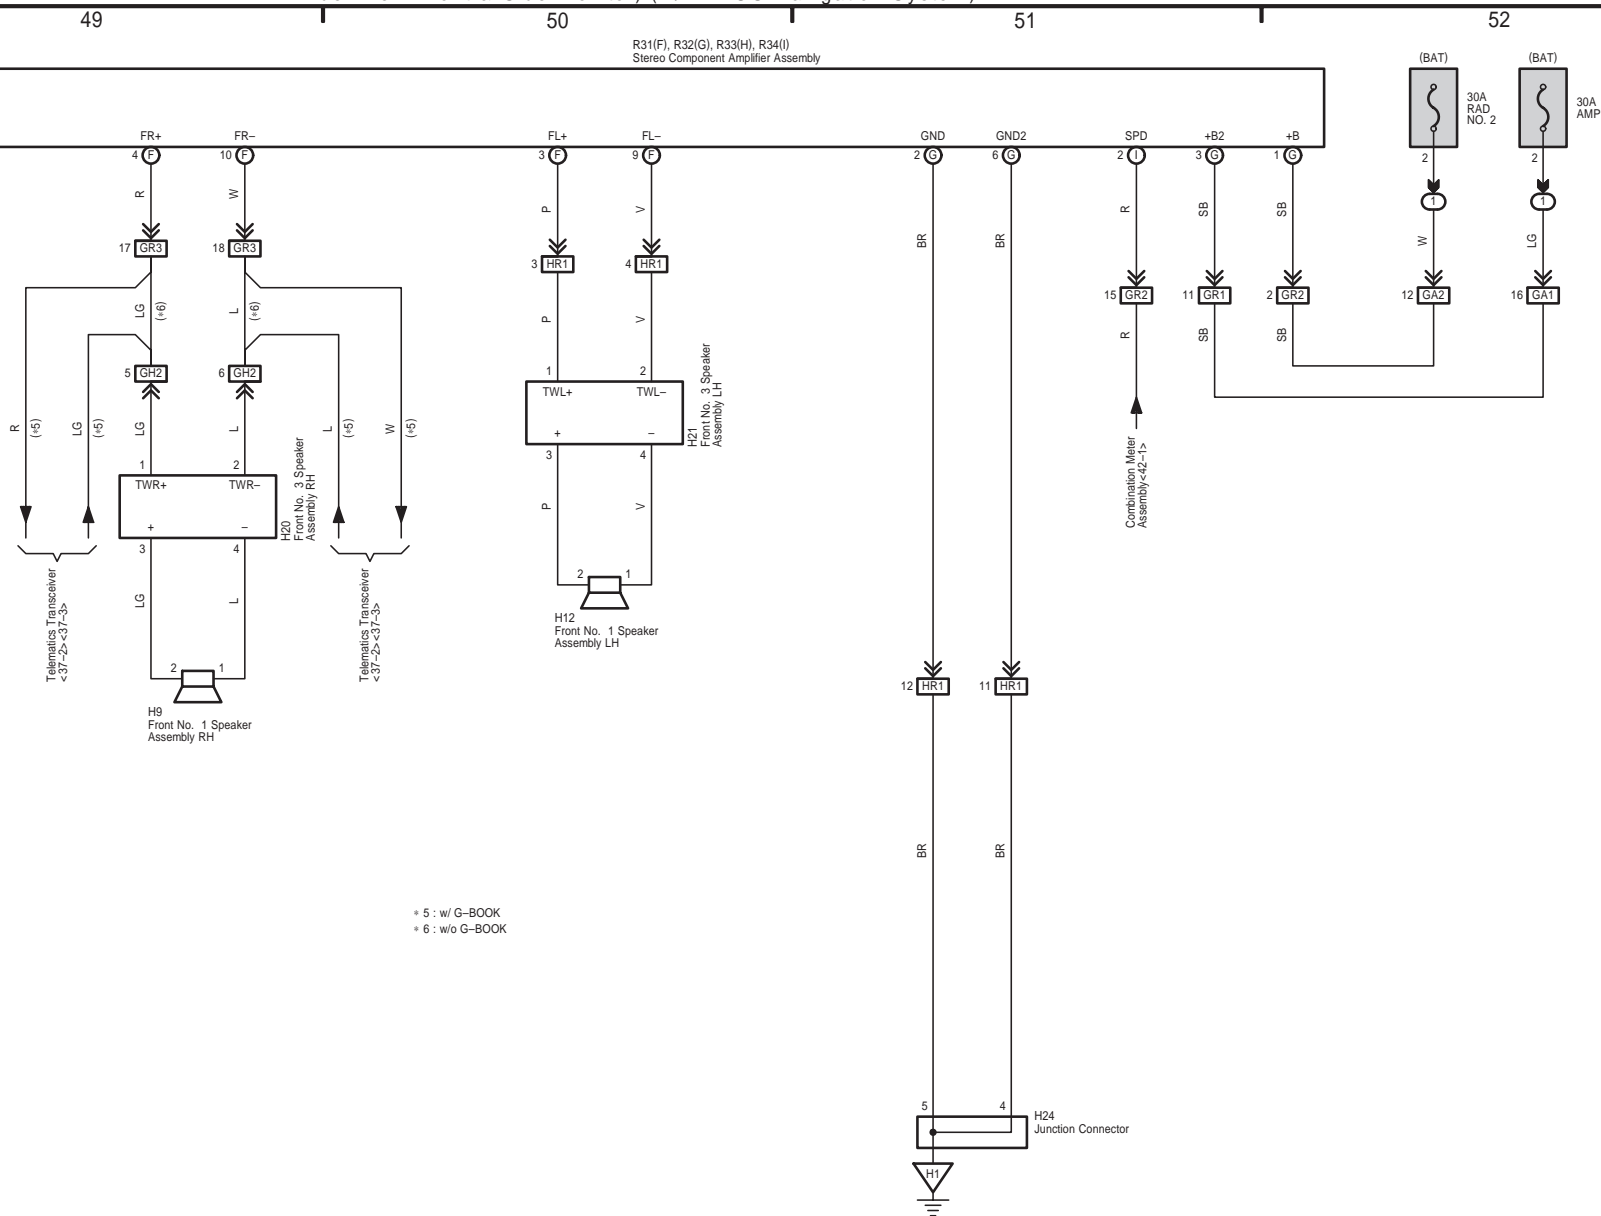 49
50
51
52
R31(F), R32(G), R33(H), R34(I)
Stereo Component Amplifier Assembly
(BAT)
(BAT)
30A
RAD
NO. 2
30A
AMP
FR+
FR–
FL+
FL–
GND
GND2
SPD
+B2
+B
4 F
10 F
3 F
9 F
2 G
6 G
2 I
3 G
1 G
2
2
R
W
P
V
BR
BR
R
SB
SB
1
1
W
LG
17 GR3
18 GR3
3 HR1
4 HR1
15 GR2
11 GR1
2 GR2
12 GA2
16 GA1
LG
(∗6)
L
(∗6)
P
V
R
SB
SB
5 GH2
6 GH2
1
2
TWL+
TWL–
+
–
3
4
H21
Front No. 3 Speaker
Assembly LH
R
(∗5)
LG
(∗5)
LG
L
L
(∗5)
W
(∗5)
1
2
TWR+
TWR–
+
–
3
4
H20
Front No. 3 Speaker
Assembly RH
P
V
Combination Meter
Assembly<42–1>
Telematics Transceiver
<37–2><37–3>
LG
L
Telematics Transceiver
<37–2><37–3>
2
1
H12
Front No. 1 Speaker
Assembly LH
2
1
H9
Front No. 1 Speaker
Assembly RH
12 HR1
11 HR1
BR
BR
∗ 5 : w/ G–BOOK
∗ 6 : w/o G–BOOK
5
4
H24
Junction Connector
H1